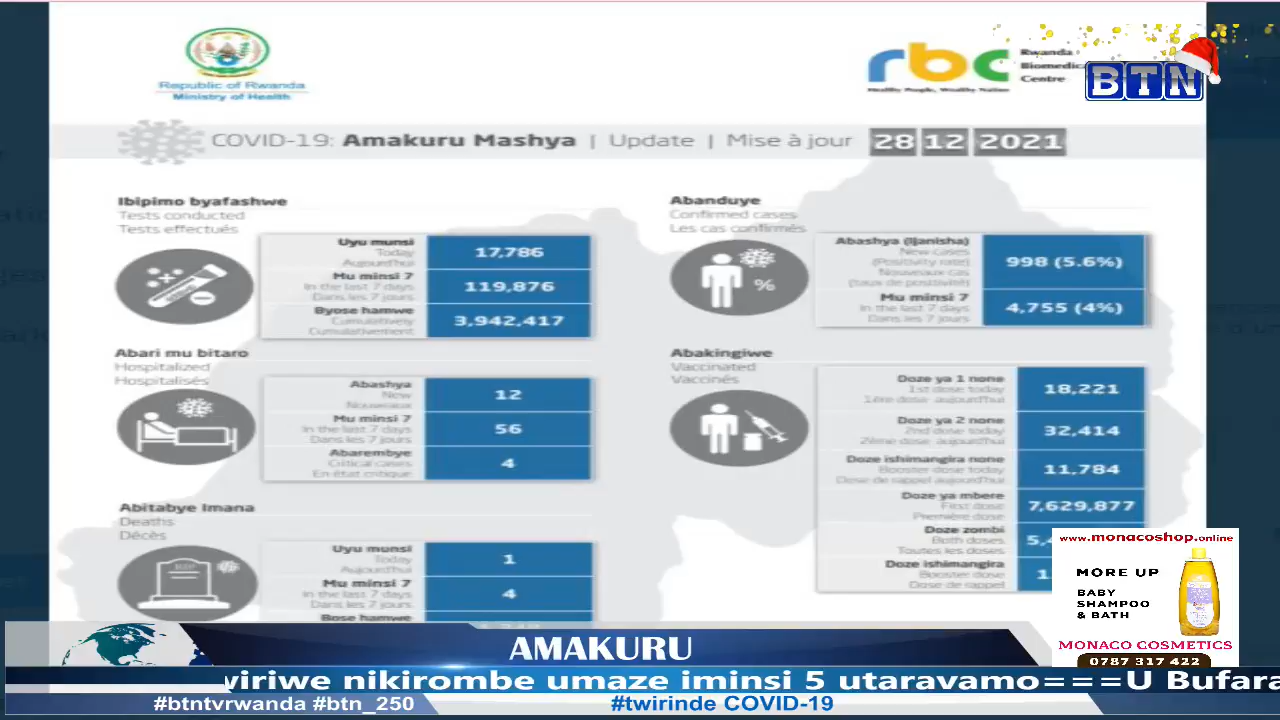 Republic of Rwanda
Ministry of Health
rbc
Rwanda
Biomedical
Centre
Healthy People, Wealthy Nation
BTN
COVID-19: Amakuru Mashya | Update | Mise à jour 28 12 2021
Ibipimo byafashwe
Tests conducted
Tests effectués
Uyu munsi
Today
Aujourd'hui
17,786
Mu minsi 7
In the last 7 days
Dans les 7 jours
119,876
Byose hamwe
Cumulatively
Cumulativement
3,942,417
Abanduye
Confirmed cases
Les cas confirmés
%
Abashya (Ijanisha)
New cases
(Positivity rate)
Nouveaux cas
(taux de positivité)
998 (5.6%)
Mu minsi 7
In the last 7 days
Dans les 7 jours
4,755 (4%)
Abari mu bitaro
Hospitalized
Hospitalisés
Abashya
New
Nouveaux
12
Mu minsi 7
In the last 7 days
Dans les 7 jours
56
Abarembye
Critical cases
En état critique
4
Abakingiwe
Vaccinated
Vaccinés
Doze ya 1 none
1st dose today
1ère dose aujourd'hui
18,221
Doze ya 2 none
2nd dose today
2ème dose aujourd'hui
32,414
Doze ishimangira none
Booster dose today
Dose de rappel aujourd'hui
11,784
Doze ya mbere
First dose
Première dose
7,629,877
Doze zombi
Both doses
Toutes les doses
Doze ishimangira
Booster dose
Dose de rappel
Abitabye Imana
Deaths
Décès
RIP
Uyu munsi
Today
Aujourd'hui
1
Mu minsi 7
In the last 7 days
Dans les 7 jours
4
Bose hamwe
www.monacoshop.online
MORE UP
BABY
SHAMPOO
& BATH
MONACO COSMETICS
0787 317 422
AMAKURU
viriwe nikirombe umaze iminsi 5 utaravamo===U Bufara
#btntvrwanda #btn_250
#twirinde COVID-19